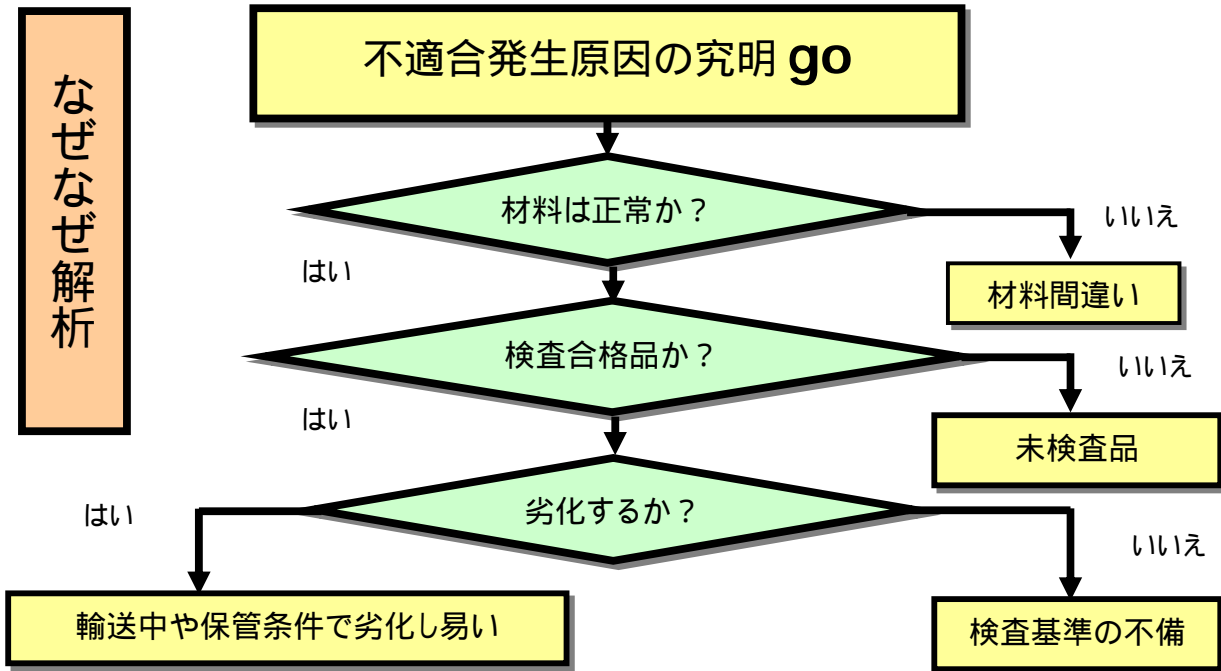 なぜなぜ解析
不適合発生原因の究明 go
材料は正常か？
いいえ
はい
材料間違い
検査合格品か？
いいえ
はい
未検査品
劣化するか？
はい
いいえ
輸送中や保管条件で劣化し易い
検査基準の不備